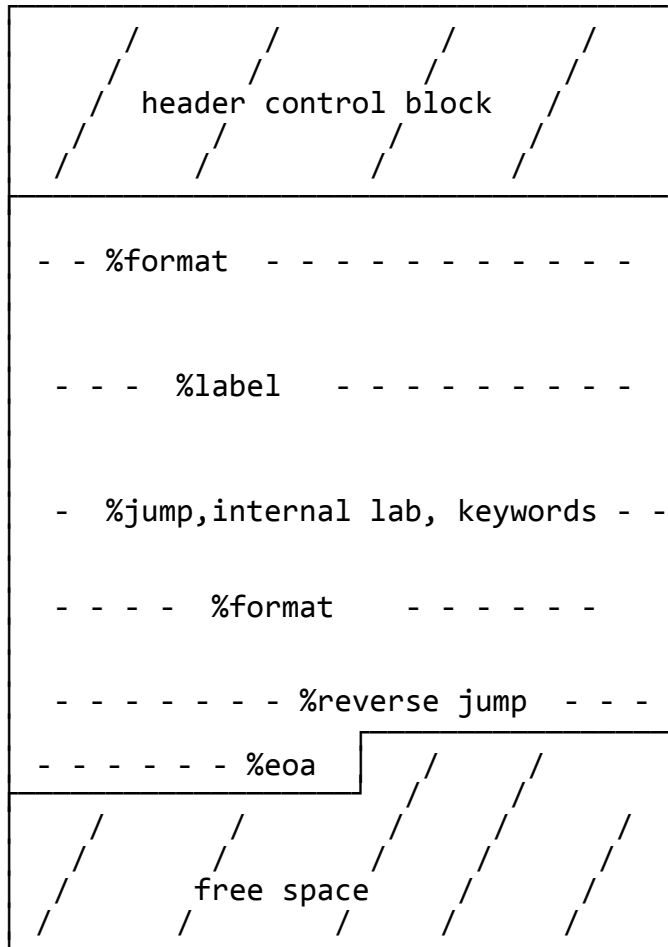 header control block
- - %format - - - - - - - - - - -
- - - %label - - - - - - - - -
- %jump,internal lab, keywords - -
- - - - %format - - - - - -
- - - - - - - %reverse jump - - -
- - - - - - %eoa
free space